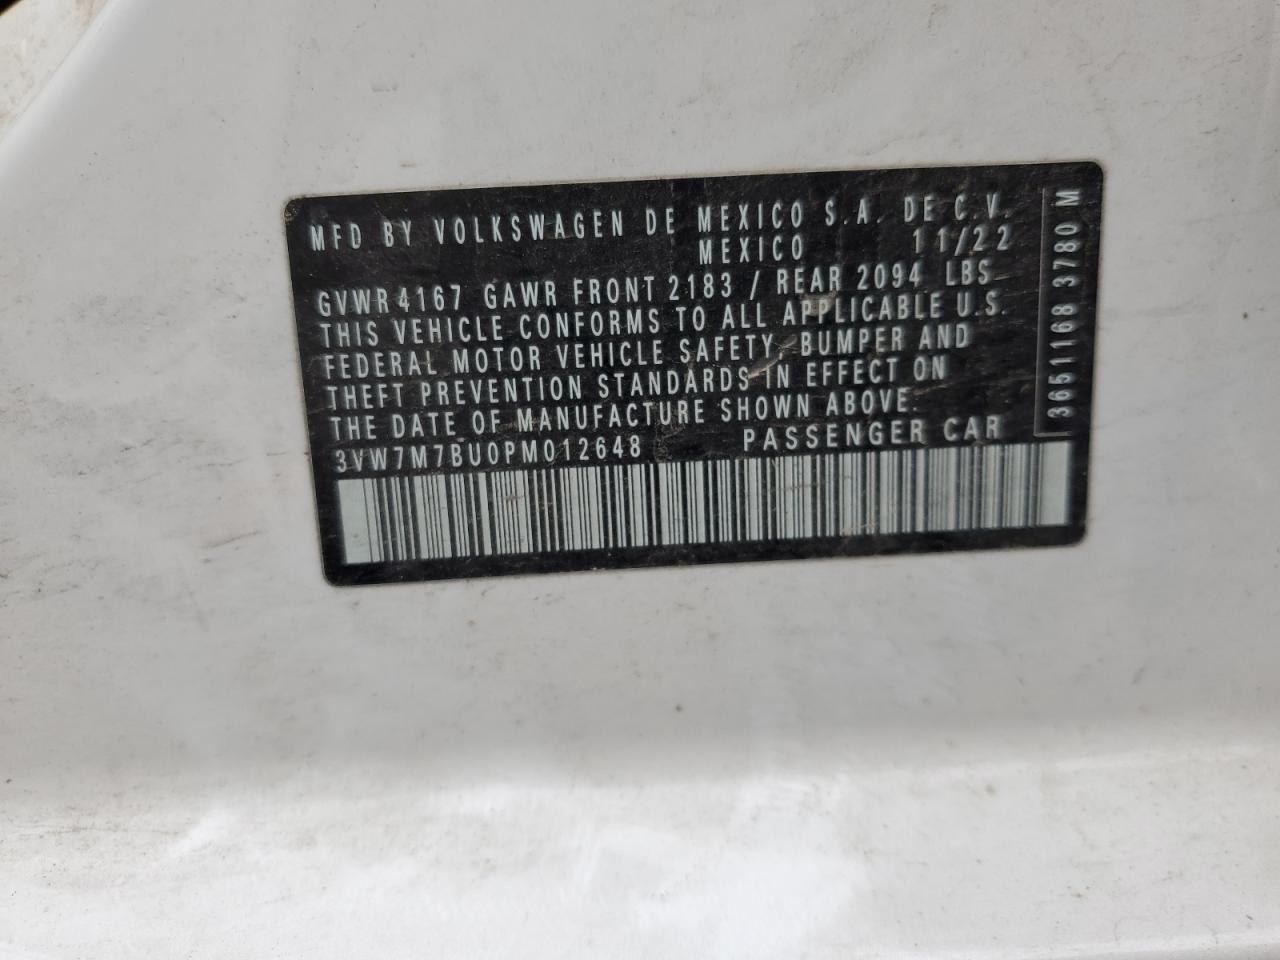 MFD BY VOLKSWAGEN DE MEXICO S.A. DE C.V.
MEXICO 11/22
GVWR 4167 GAWR FRONT 2183 / REAR 2094 LBS
THIS VEHICLE CONFORMS TO ALL APPLICABLE U.S.
FEDERAL MOTOR VEHICLE SAFETY, BUMPER AND
THEFT PREVENTION STANDARDS IN EFFECT ON
THE DATE OF MANUFACTURE SHOWN ABOVE.
3VW7M7BU0PM012648 PASSENGER CAR
3651168 3780 M